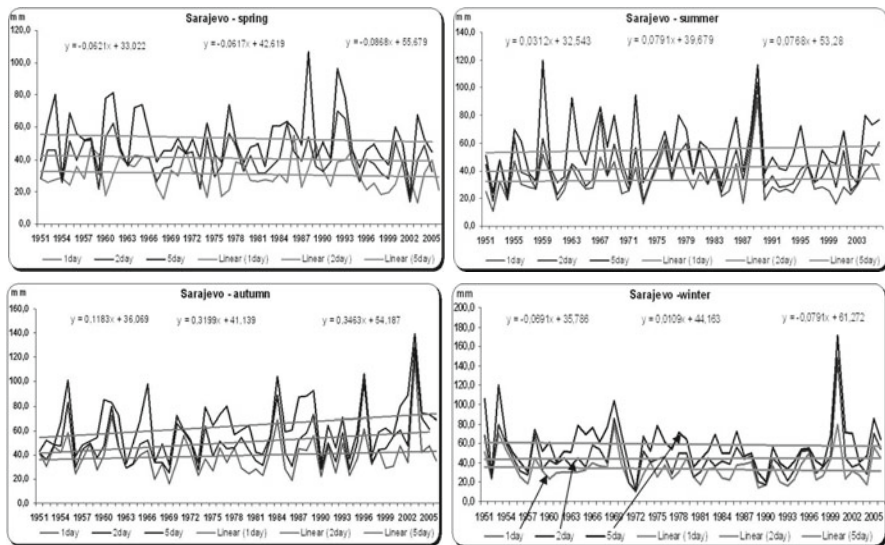 mm
Sarajevo - spring
y = -0,0621x + 33,022 y = -0,0617x + 42,619 y = -0,0868x + 55,679
120,0
100,0
80,0
60,0
40,0
20,0
0,0
1951 1954 1957 1960 1963 1966 1969 1972 1975 1978 1981 1984 1987 1990 1993 1996 1999 2002 2005
1day 2day 5day Linear (1day) Linear (2day) Linear (5day)
mm
Sarajevo - summer
y = 0,0312x + 32,543 y = 0,0791x + 39,679 y = 0,0768x + 53,28
140,0
120,0
100,0
80,0
60,0
40,0
20,0
0,0
1951 1955 1959 1963 1967 1971 1975 1979 1983 1987 1991 1995 1999 2003
1day 2day 5day Linear (1day) Linear (2day) Linear (5day)
mm
Sarajevo - autumn
y = 0,1183x + 36,069 y = 0,3199x + 41,139 y = 0,3463x + 54,187
160,0
140,0
120,0
100,0
80,0
60,0
40,0
20,0
0,0
1951 1954 1957 1960 1963 1966 1969 1972 1975 1978 1981 1984 1987 1990 1993 1996 1999 2002 2005
1day 2day 5day Linear (1day) Linear (2day) Linear (5day)
mm
Sarajevo -winter
y = -0,0691x + 35,786 y = 0,0109x + 44,163 y = -0,0791x + 61,272
200,0
180,0
160,0
140,0
120,0
100,0
80,0
60,0
40,0
20,0
0,0
1951 1954 1957 1960 1963 1966 1969 1972 1975 1978 1981 1984 1987 1990 1993 1996 1999 2002 2005
1day 2day 5day Linear (1day) Linear (2day) Linear (5day)